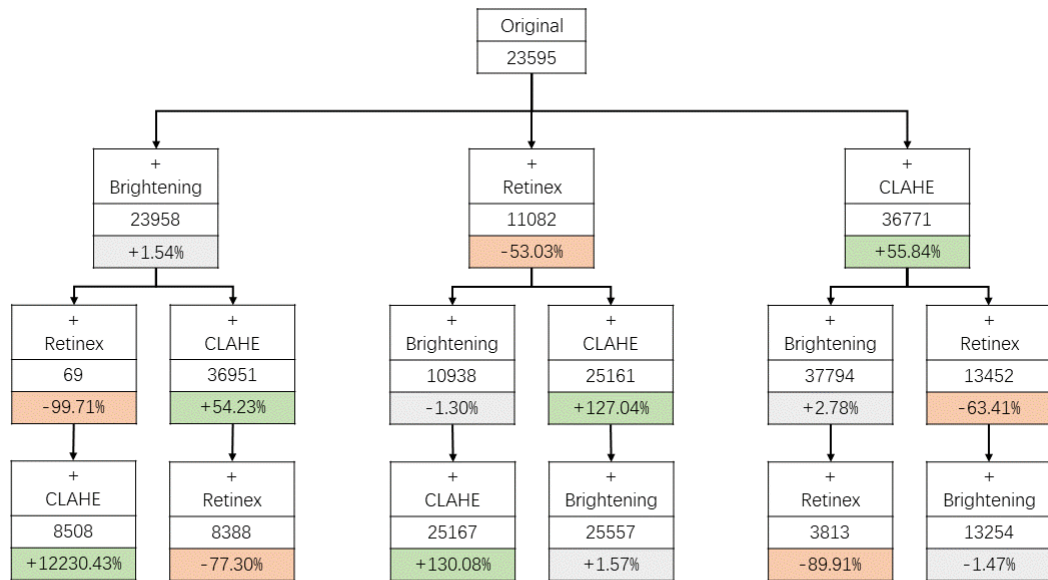 Original
23595
+
Brightening
23958
+1.54%
+
Retinex
11082
-53.03%
+
CLAHE
36771
+55.84%
+
Retinex
69
-99.71%
+
CLAHE
36951
+54.23%
+
Brightening
10938
-1.30%
+
CLAHE
25161
+127.04%
+
Brightening
37794
+2.78%
+
Retinex
13452
-63.41%
+
CLAHE
8508
+12230.43%
+
Retinex
8388
-77.30%
+
CLAHE
25167
+130.08%
+
Brightening
25557
+1.57%
+
Retinex
3813
-89.91%
+
Brightening
13254
-1.47%